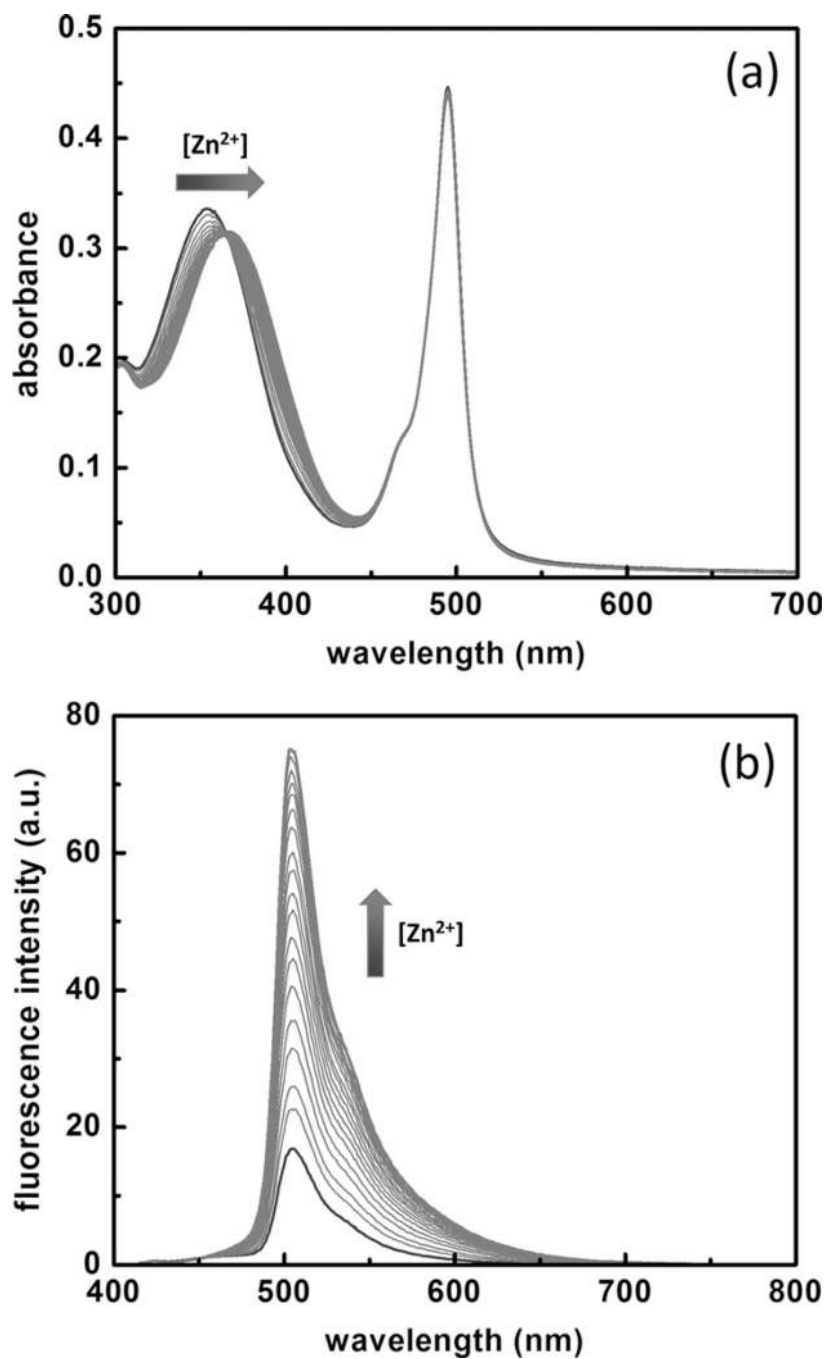 (a)
[Zn²⁺]
absorbance
0.5
0.4
0.3
0.2
0.1
0.0
300 400 500 600 700
wavelength (nm)
(b)
[Zn²⁺]
fluorescence intensity (a.u.)
80
60
40
20
0
400 500 600 700 800
wavelength (nm)